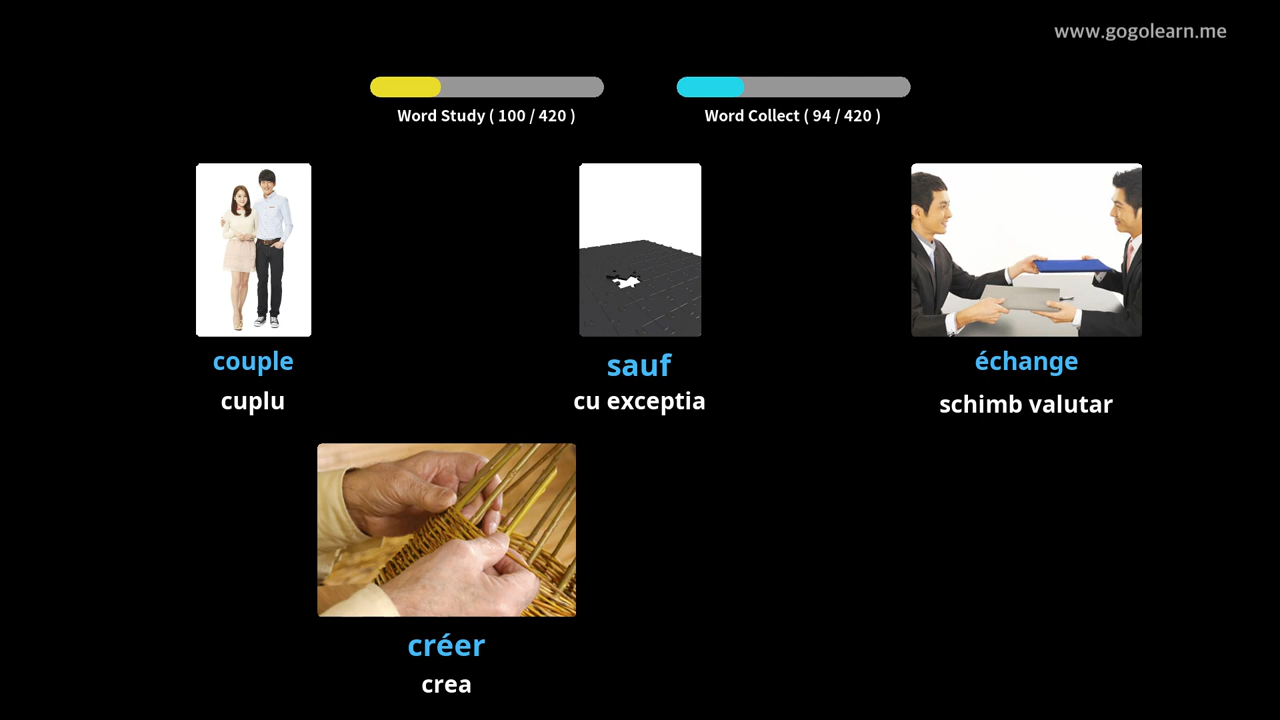 www.gogolearn.me
Word Study ( 100 / 420 )
Word Collect ( 94 / 420 )
couple
cuplu
sauf
cu exceptia
échange
schimb valutar
créer
crea